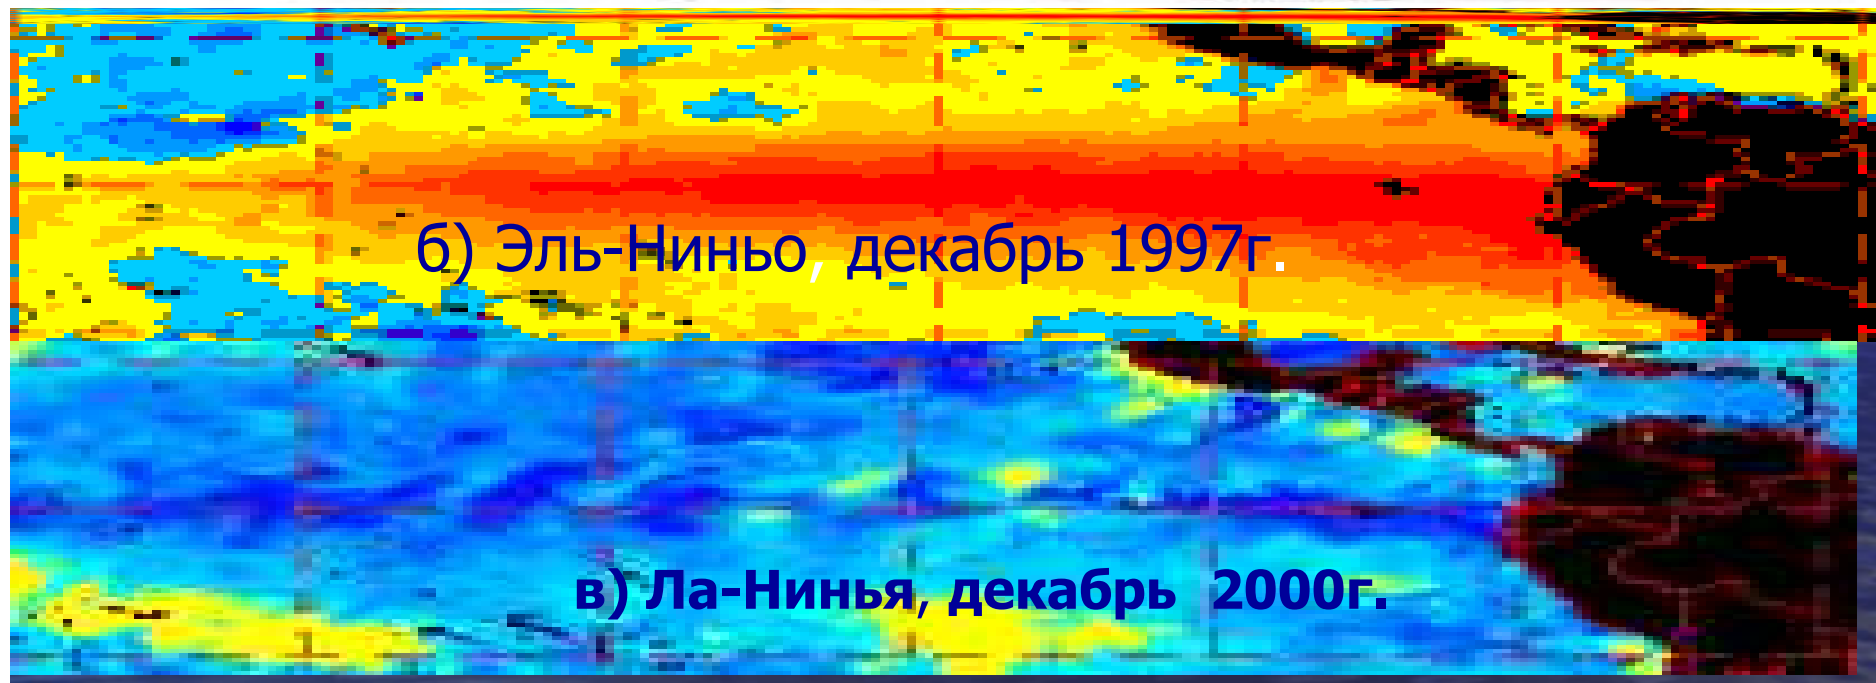 б) Эль-Ниньо, декабрь 1997г.
в) Ла-Нинья, декабрь 2000г.